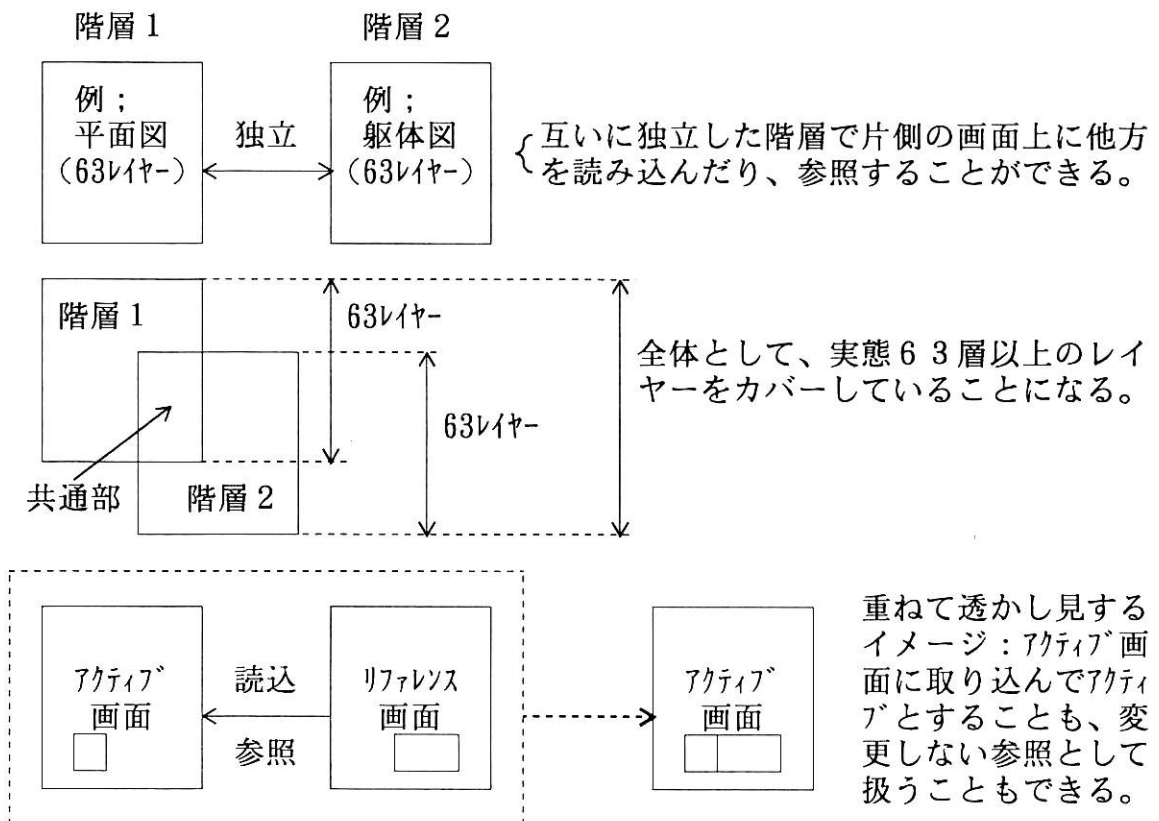 階層１
階層２
例；
平面図
（63ﾚｲﾔｰ）
独立
例；
躯体図
（63ﾚｲﾔｰ）
互いに独立した階層で片側の画面上に他方
を読み込んだり、参照することができる。
階層１
63ﾚｲﾔｰ
63ﾚｲﾔｰ
全体として、実態６３層以上のレイ
ヤーをカバーしていることになる。
共通部
階層２
ｱｸﾃｨﾌﾞ
画面
読込
参照
ﾘﾌｧﾚﾝｽ
画面
ｱｸﾃｨﾌﾞ
画面
重ねて透かし見する
イメージ：ｱｸﾃｨﾌﾞ画
面に取り込んでｱｸﾃｨ
ﾌﾞとすることも、変
更しない参照として
扱うこともできる。